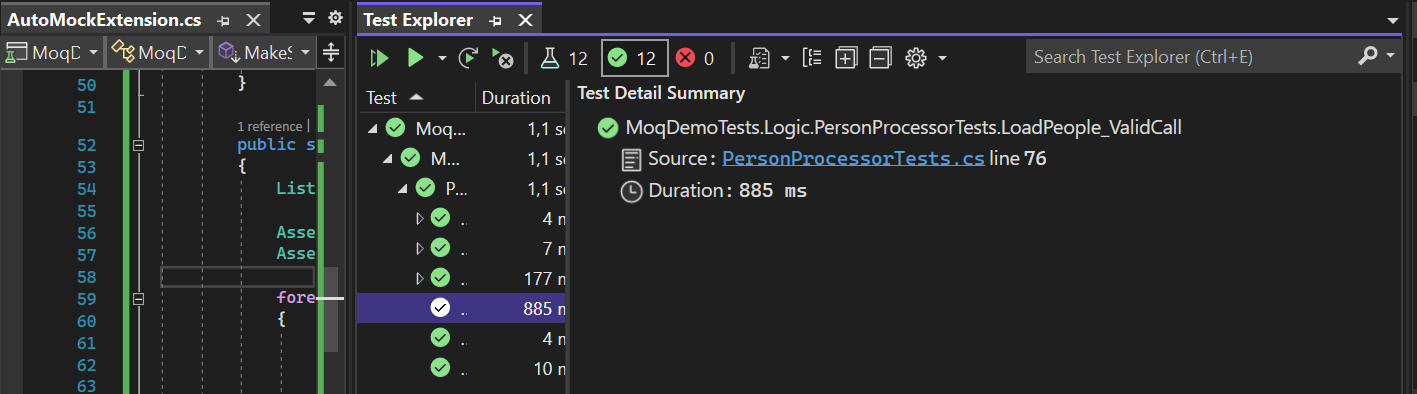 AutoMockExtension.cs
MoqD
MoqD
MakeS
50 }
51
1 reference |
52 public s
53 {
54 List
55
56 Asse
57 Asse
58
59 fore
60 {
61
62
63
Test Explorer
12
12
0
Search Test Explorer (Ctrl+E)
Test Duration
Moq... 1,1 se
M... 1,1 se
P... 1,1 se
.. 4 m
.. 7 m
.. 177 m
.. 885 m
.. 4 m
.. 10 m
Test Detail Summary
MoqDemoTests.Logic.PersonProcessorTests.LoadPeople_ValidCall
Source: PersonProcessorTests.cs line 76
Duration: 885 ms